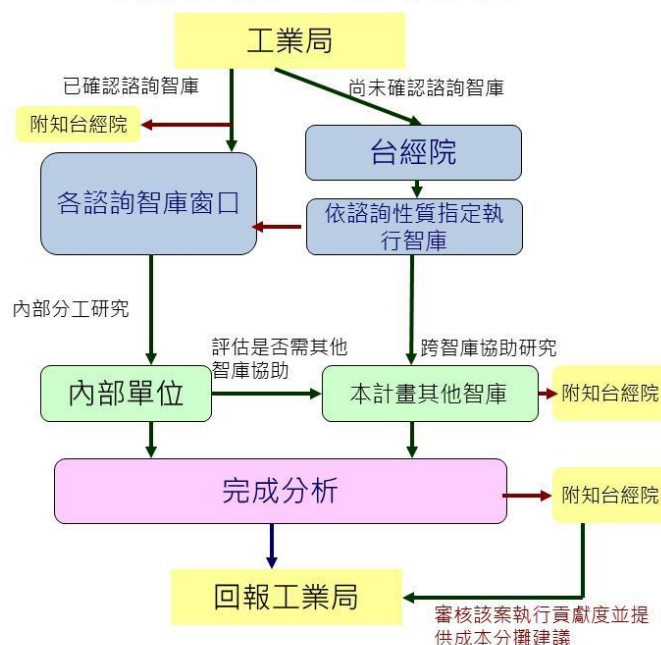 工業局
已確認諮詢智庫
尚未確認諮詢智庫
附知台經院
台經院
各諮詢智庫窗口
依諮詢性質指定執
行智庫
內部分工研究
評估是否需其他
智庫協助
跨智庫協助研究
內部單位
本計畫其他智庫
附知台經院
完成分析
附知台經院
回報工業局
審核該案執行貢獻度並提
供成本分攤建議